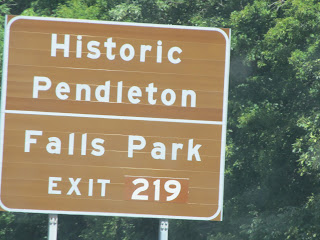 Historic
Pendleton
Falls Park
EXIT 219